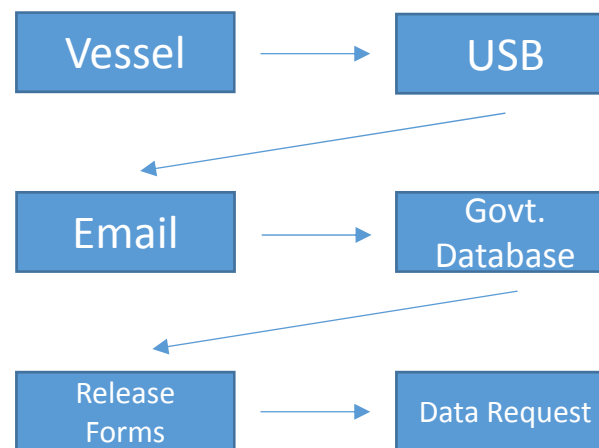 Vessel
USB
Email
Govt.
Database
Release
Forms
Data Request